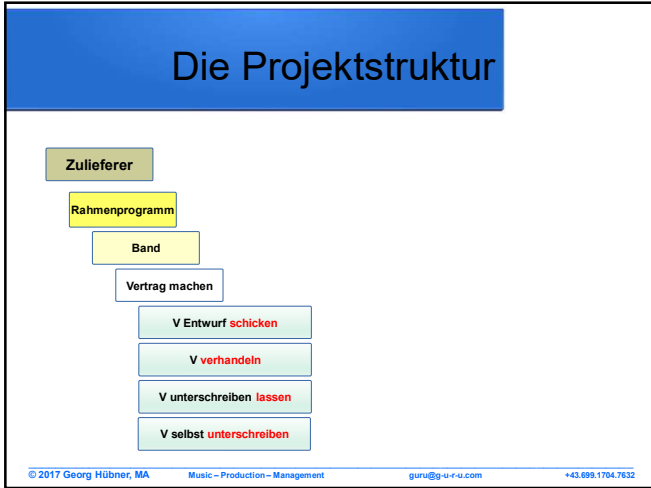 Die Projektstruktur
Zulieferer
Rahmenprogramm
Band
Vertrag machen
V Entwurf schicken
V verhandeln
V unterschreiben lassen
V selbst unterschreiben
© 2017 Georg Hübner, MA Music – Production – Management guru@g-u-r-u.com +43.699.1704.7632